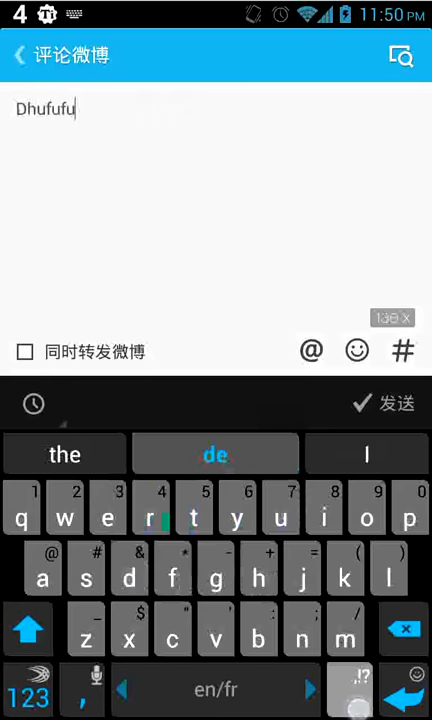 4 11:50 PM
评论微博
Dhufufu
同时转发微博 @ #
发送
the de I
1 2 3 4 5 6 7 8 9 0
q w e r t y u i o p
@ # & * - + = ( )
a s d f g h j k l
_ $ " ' : ; /
z x c v b n m
,!?
123 , en/fr